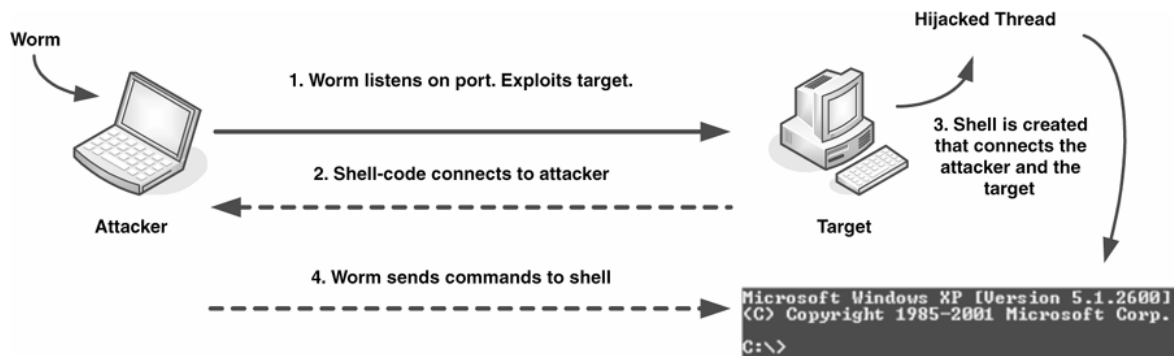 Worm
Hijacked Thread
1. Worm listens on port. Exploits target.
3. Shell is created
that connects the
attacker and the
target
2. Shell-code connects to attacker
Attacker
Target
4. Worm sends commands to shell
Microsoft Windows XP [Version 5.1.2600]
(C) Copyright 1985-2001 Microsoft Corp.
C:\>